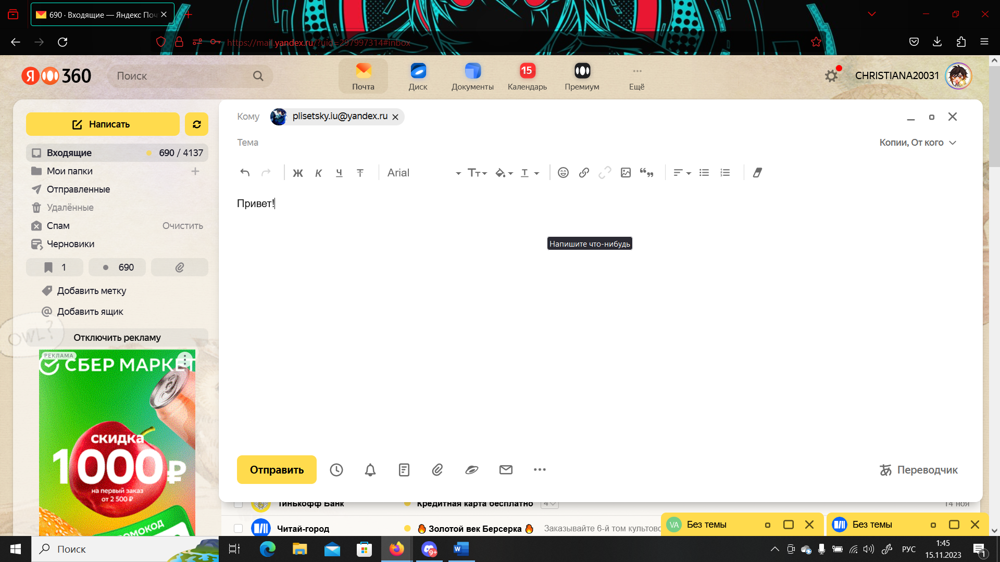 690 · Входящие — Яндекс Поч
https://mail.yandex.ru/?uid=297997314#inbox
Я 360
Поиск
Почта
Диск
Документы
15
Календарь
Премиум
Ещё
CHRISTIANA20031
Написать
Входящие 690 / 4137
Мои папки
Отправленные
Удалённые
Спам Очистить
Черновики
1
690
Добавить метку
Добавить ящик
OWL?
Отключить рекламу
РЕКЛАМА
СБЕР МАРКЕТ
скидка
1000₽
на первый заказ
от 2 500 ₽
ПРОМОКОД
Кому plisetsky.iu@yandex.ru
Тема
Копии, От кого
Ж К Ч Т Arial Тт Т
Привет!
Напишите что-нибудь
Отправить
Переводчик
Тинькофф Банк Кредитная карта бесплатно 4 14 ноя
Читай-город Золотой век Берсерка Заказывайте 6-й том культово
VA Без темы
Без темы
Поиск
9+
W
РУС
1:45
15.11.2023
1